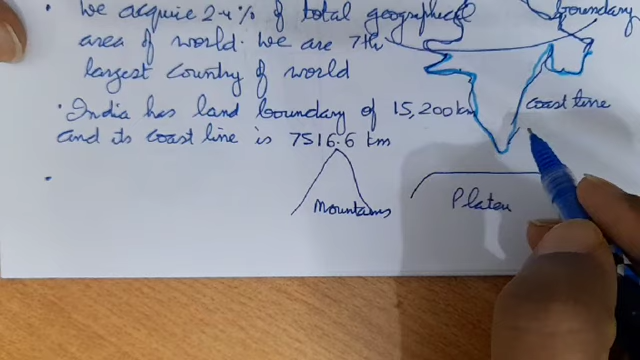 We acquire 2.4% of total geographical
boundary
area of world. We are 7th
largest Country of world
India has land boundary of 15,200 km
Coast line
and its coast line is 7516.6 km
Mountains
Plateu